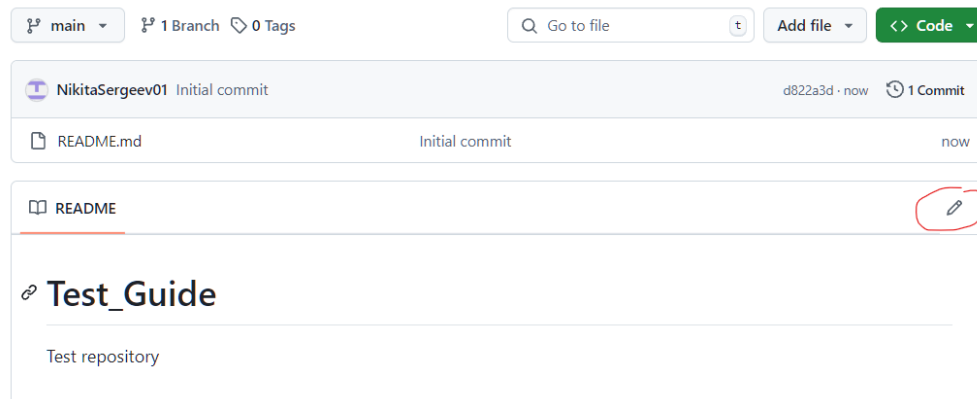 main 1 Branch 0 Tags Go to file t Add file Code
NikitaSergeev01 Initial commit d822a3d · now 1 Commit
README.md Initial commit now
README
Test_Guide
Test repository